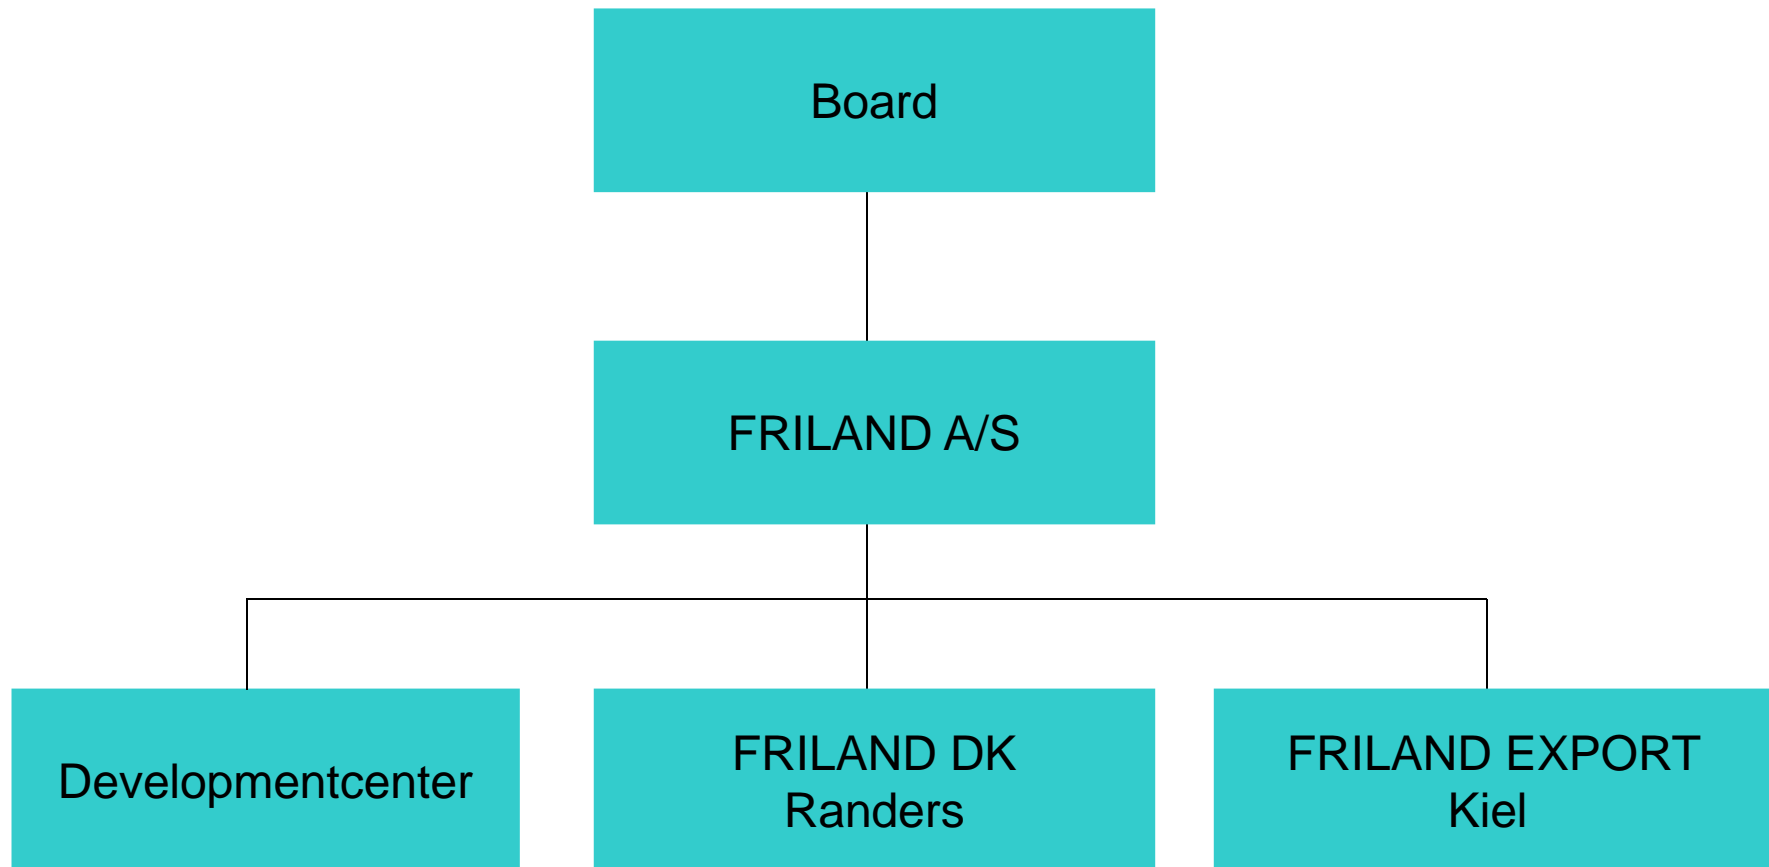 Board
FRILAND A/S
Developmentcenter
FRILAND DK
Randers
FRILAND EXPORT
Kiel